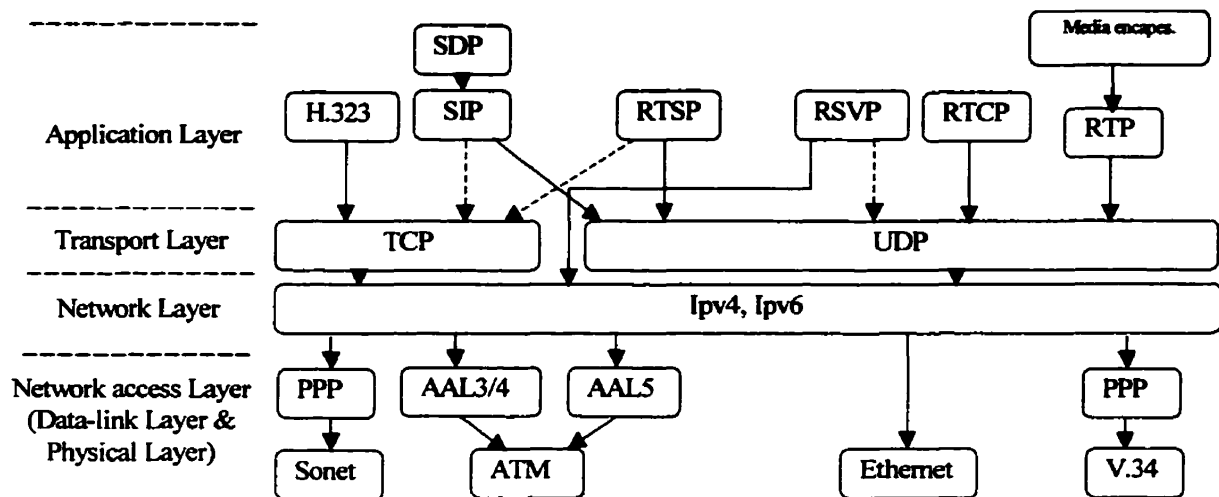 Media encapes.
SDP
H.323 SIP RTSP RSVP RTCP RTP
Application Layer
Transport Layer TCP UDP
Network Layer Ipv4, Ipv6
Network access Layer
(Data-link Layer &
Physical Layer)
PPP AAL3/4 AAL5 PPP
Sonet ATM Ethernet V.34